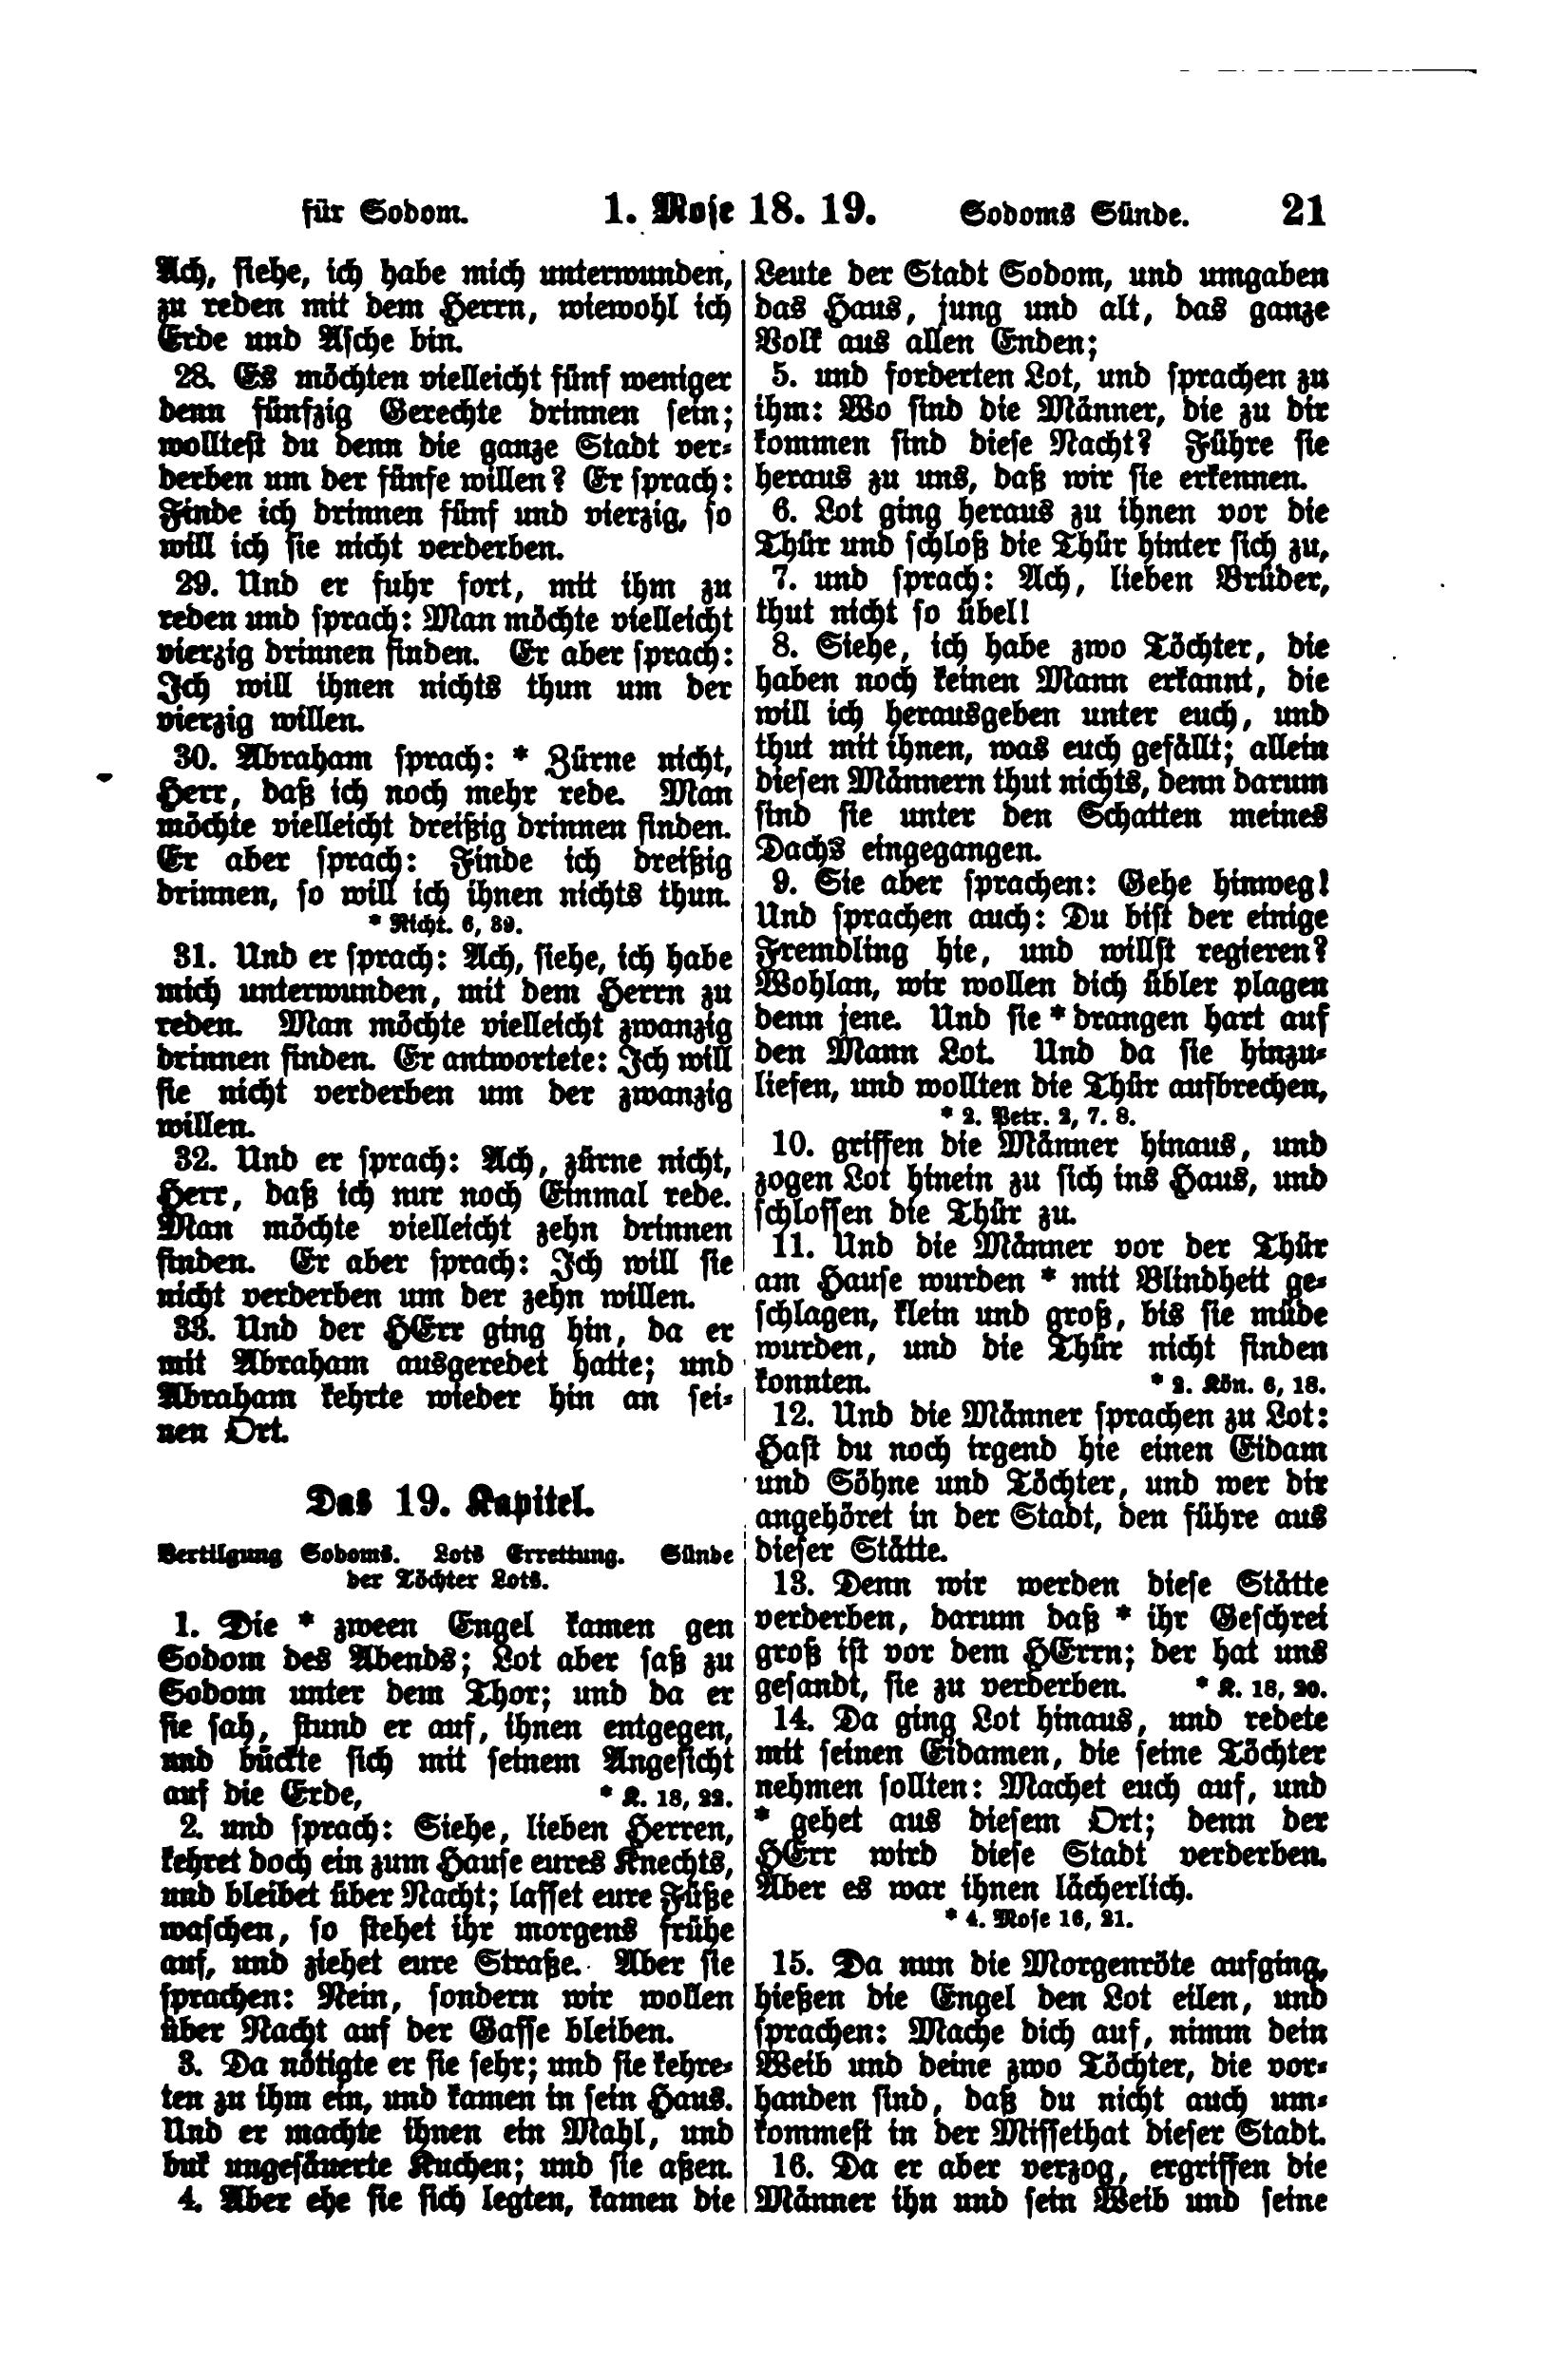 für Sodom. 1. Mose 18. 19. Sodoms Sünde. 21
Ach, siehe, ich habe mich unterwunden,
zu reden mit dem Herrn, wiewohl ich
Erde und Asche bin.
28. Es möchten vielleicht fünf weniger
denn fünfzig Gerechte drinnen sein;
wolltest du denn die ganze Stadt ver-
derben um der fünfe willen? Er sprach:
Finde ich drinnen fünf und vierzig, so
will ich sie nicht verderben.
29. Und er fuhr fort, mit ihm zu
reden und sprach: Man möchte vielleicht
vierzig drinnen finden. Er aber sprach:
Ich will ihnen nichts thun um der
vierzig willen.
30. Abraham sprach: * Zürne nicht,
Herr, daß ich noch mehr rede. Man
möchte vielleicht dreißig drinnen finden.
Er aber sprach: Finde ich dreißig
drinnen, so will ich ihnen nichts thun.
* Richt. 6, 39.
31. Und er sprach: Ach, siehe, ich habe
mich unterwunden, mit dem Herrn zu
reden. Man möchte vielleicht zwanzig
drinnen finden. Er antwortete: Ich will
sie nicht verderben um der zwanzig
willen.
32. Und er sprach: Ach, zürne nicht,
Herr, daß ich nur noch Einmal rede.
Man möchte vielleicht zehn drinnen
finden. Er aber sprach: Ich will sie
nicht verderben um der zehn willen.
33. Und der HErr ging hin, da er
mit Abraham ausgeredet hatte; und
Abraham kehrte wieder hin an sei-
nen Ort.
Das 19. Kapitel.
Vertilgung Sodoms. Lots Errettung. Sünde
der Töchter Lots.
1. Die * zween Engel kamen gen
Sodom des Abends; Lot aber saß zu
Sodom unter dem Thor; und da er
sie sah, stund er auf, ihnen entgegen,
und bückte sich mit seinem Angesicht
auf die Erde, * K. 18, 22.
2. und sprach: Siehe, lieben Herren,
kehret doch ein zum Hause eures Knechts,
und bleibet über Nacht; lasset eure Füße
waschen, so stehet ihr morgens frühe
auf, und ziehet eure Straße. Aber sie
sprachen: Nein, sondern wir wollen
über Nacht auf der Gasse bleiben.
3. Da nötigte er sie sehr; und sie kehre-
ten zu ihm ein, und kamen in sein Haus.
Und er machte ihnen ein Mahl, und
buk ungesäuerte Kuchen; und sie aßen.
4. Aber ehe sie sich legten, kamen die
Leute der Stadt Sodom, und umgaben
das Haus, jung und alt, das ganze
Volk aus allen Enden;
5. und forderten Lot, und sprachen zu
ihm: Wo sind die Männer, die zu dir
kommen sind diese Nacht? Führe sie
heraus zu uns, daß wir sie erkennen.
6. Lot ging heraus zu ihnen vor die
Thür und schloß die Thür hinter sich zu,
7. und sprach: Ach, lieben Brüder,
thut nicht so übel!
8. Siehe, ich habe zwo Töchter, die
haben noch keinen Mann erkannt, die
will ich herausgeben unter euch, und
thut mit ihnen, was euch gefällt; allein
diesen Männern thut nichts, denn darum
sind sie unter den Schatten meines
Dachs eingegangen.
9. Sie aber sprachen: Gehe hinweg!
Und sprachen auch: Du bist der einige
Fremdling hie, und willst regieren?
Wohlan, wir wollen dich übler plagen
denn jene. Und sie * drangen hart auf
den Mann Lot. Und da sie hinzu-
liefen, und wollten die Thür aufbrechen,
* 2. Petr. 2, 7. 8.
10. griffen die Männer hinaus, und
zogen Lot hinein zu sich ins Haus, und
schlossen die Thür zu.
11. Und die Männer vor der Thür
am Hause wurden * mit Blindheit ge-
schlagen, klein und groß, bis sie müde
wurden, und die Thür nicht finden
konnten. * 2. Kön. 6, 18.
12. Und die Männer sprachen zu Lot:
Hast du noch irgend hie einen Eidam
und Söhne und Töchter, und wer dir
angehöret in der Stadt, den führe aus
dieser Stätte.
13. Denn wir werden diese Stätte
verderben, darum daß * ihr Geschrei
groß ist vor dem HErrn; der hat uns
gesandt, sie zu verderben. * K. 18, 20.
14. Da ging Lot hinaus, und redete
mit seinen Eidamen, die seine Töchter
nehmen sollten: Machet euch auf, und
* gehet aus diesem Ort; denn der
HErr wird diese Stadt verderben.
Aber es war ihnen lächerlich.
* 4. Mose 16, 21.
15. Da nun die Morgenröte aufging,
hießen die Engel den Lot eilen, und
sprachen: Mache dich auf, nimm dein
Weib und deine zwo Töchter, die vor-
handen sind, daß du nicht auch um-
kommest in der Missethat dieser Stadt.
16. Da er aber verzog, ergriffen die
Männer ihn und sein Weib und seine